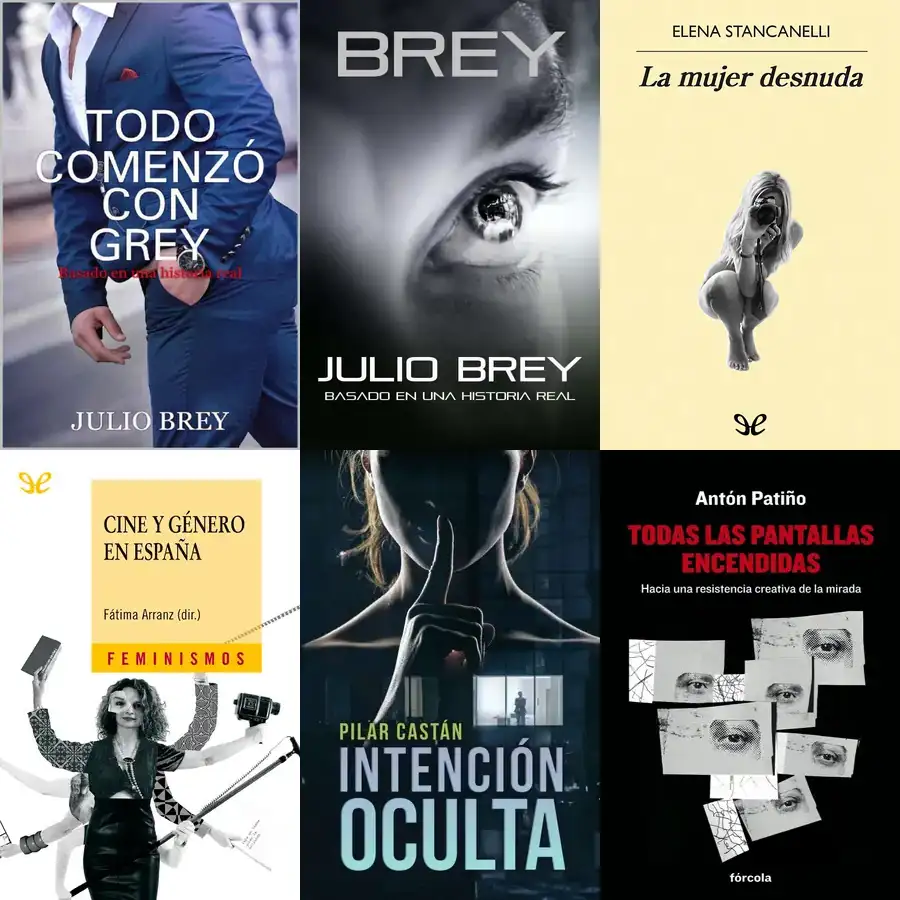 TODO
COMENZÓ
CON
GREY
Basado en una historia real
JULIO BREY
BREY
JULIO BREY
BASADO EN UNA HISTORIA REAL
ELENA STANCANELLI
La mujer desnuda
CINE Y GÉNERO
EN ESPAÑA
Fátima Arranz (dir.)
FEMINISMOS
PILAR CASTÁN
INTENCIÓN
OCULTA
Antón Patiño
TODAS LAS PANTALLAS
ENCENDIDAS
Hacia una resistencia creativa de la mirada
fórcola